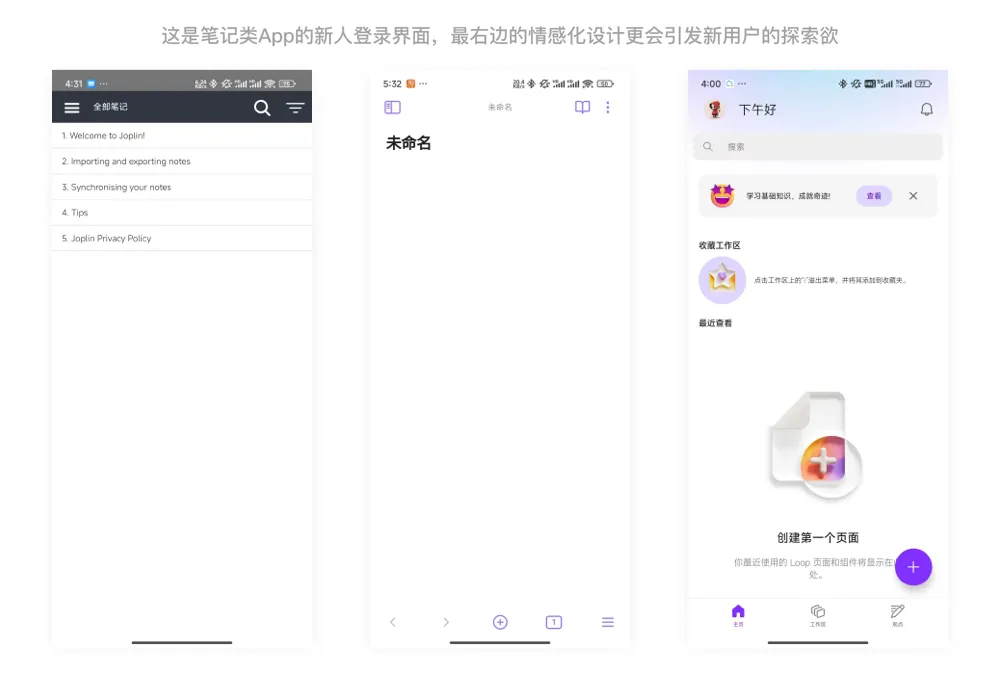 这是笔记类App的新人登录界面，最右边的情感化设计更会引发新用户的探索欲
4:31
全部笔记
1. Welcome to Joplin!
2. Importing and exporting notes
3. Synchronising your notes
4. Tips
5. Joplin Privacy Policy
5:32
未命名
未命名
1
4:00
下午好
搜索
学习基础知识，成就奇迹!
查看
收藏工作区
点击工作区上的"⋮"溢出菜单，并将其添加到收藏夹。
最近查看
创建第一个页面
你最近使用的 Loop 页面和组件将显示在
处。
主页
工作区
观点